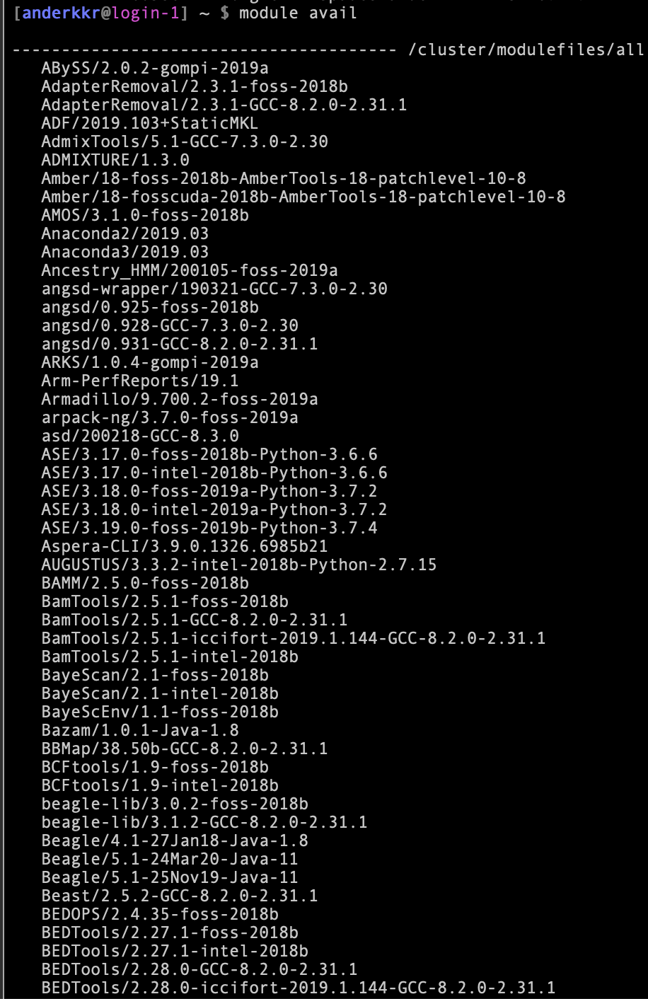 [anderkkr@login-1] ~ $ module avail
--------------------------------------- /cluster/modulefiles/all
ABySS/2.0.2-gompi-2019a
AdapterRemoval/2.3.1-foss-2018b
AdapterRemoval/2.3.1-GCC-8.2.0-2.31.1
ADF/2019.103+StaticMKL
AdmixTools/5.1-GCC-7.3.0-2.30
ADMIXTURE/1.3.0
Amber/18-foss-2018b-AmberTools-18-patchlevel-10-8
Amber/18-fosscuda-2018b-AmberTools-18-patchlevel-10-8
AMOS/3.1.0-foss-2018b
Anaconda2/2019.03
Anaconda3/2019.03
Ancestry_HMM/200105-foss-2019a
angsd-wrapper/190321-GCC-7.3.0-2.30
angsd/0.925-foss-2018b
angsd/0.928-GCC-7.3.0-2.30
angsd/0.931-GCC-8.2.0-2.31.1
ARKS/1.0.4-gompi-2019a
Arm-PerfReports/19.1
Armadillo/9.700.2-foss-2019a
arpack-ng/3.7.0-foss-2019a
asd/200218-GCC-8.3.0
ASE/3.17.0-foss-2018b-Python-3.6.6
ASE/3.17.0-intel-2018b-Python-3.6.6
ASE/3.18.0-foss-2019a-Python-3.7.2
ASE/3.18.0-intel-2019a-Python-3.7.2
ASE/3.19.0-foss-2019b-Python-3.7.4
Aspera-CLI/3.9.0.1326.6985b21
AUGUSTUS/3.3.2-intel-2018b-Python-2.7.15
BAMM/2.5.0-foss-2018b
BamTools/2.5.1-foss-2018b
BamTools/2.5.1-GCC-8.2.0-2.31.1
BamTools/2.5.1-iccifort-2019.1.144-GCC-8.2.0-2.31.1
BamTools/2.5.1-intel-2018b
BayeScan/2.1-foss-2018b
BayeScan/2.1-intel-2018b
BayeScEnv/1.1-foss-2018b
Bazam/1.0.1-Java-1.8
BBMap/38.50b-GCC-8.2.0-2.31.1
BCFtools/1.9-foss-2018b
BCFtools/1.9-intel-2018b
beagle-lib/3.0.2-foss-2018b
beagle-lib/3.1.2-GCC-8.2.0-2.31.1
Beagle/4.1-27Jan18-Java-1.8
Beagle/5.1-24Mar20-Java-11
Beagle/5.1-25Nov19-Java-11
Beast/2.5.2-GCC-8.2.0-2.31.1
BEDOPS/2.4.35-foss-2018b
BEDTools/2.27.1-foss-2018b
BEDTools/2.27.1-intel-2018b
BEDTools/2.28.0-GCC-8.2.0-2.31.1
BEDTools/2.28.0-iccifort-2019.1.144-GCC-8.2.0-2.31.1